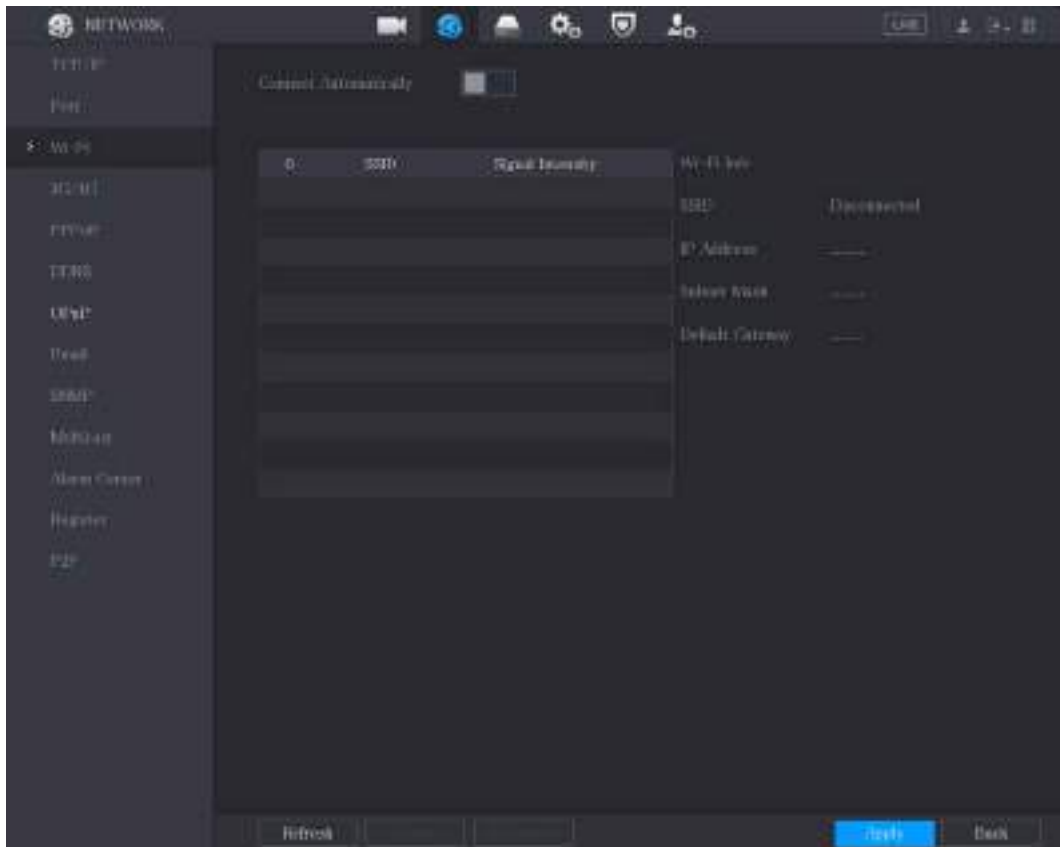 NETWORK
LIVE
TCP/IP
Port
Wi-Fi
3G/4G
PPPoE
DDNS
UPnP
Email
SNMP
Multicast
Alarm Center
Register
P2P
Connect Automatically
0 SSID Signal Intensity
Wi-Fi Info
SSID Disconnected
IP Address
Subnet Mask
Default Gateway
Refresh
Apply
Back